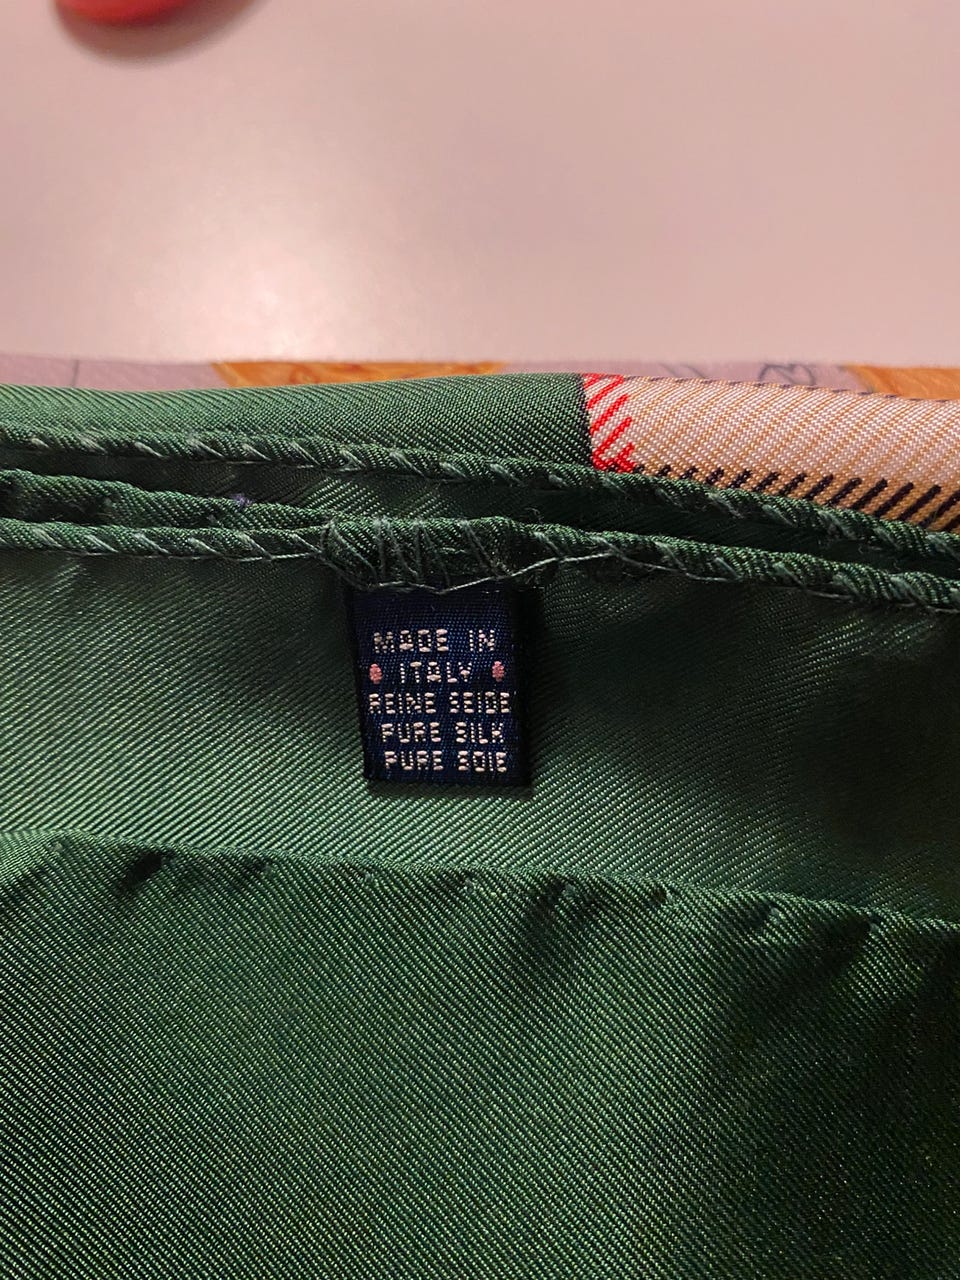 MADE IN
ITALY
REINE SEIDE
PURE SILK
PURE SOIE